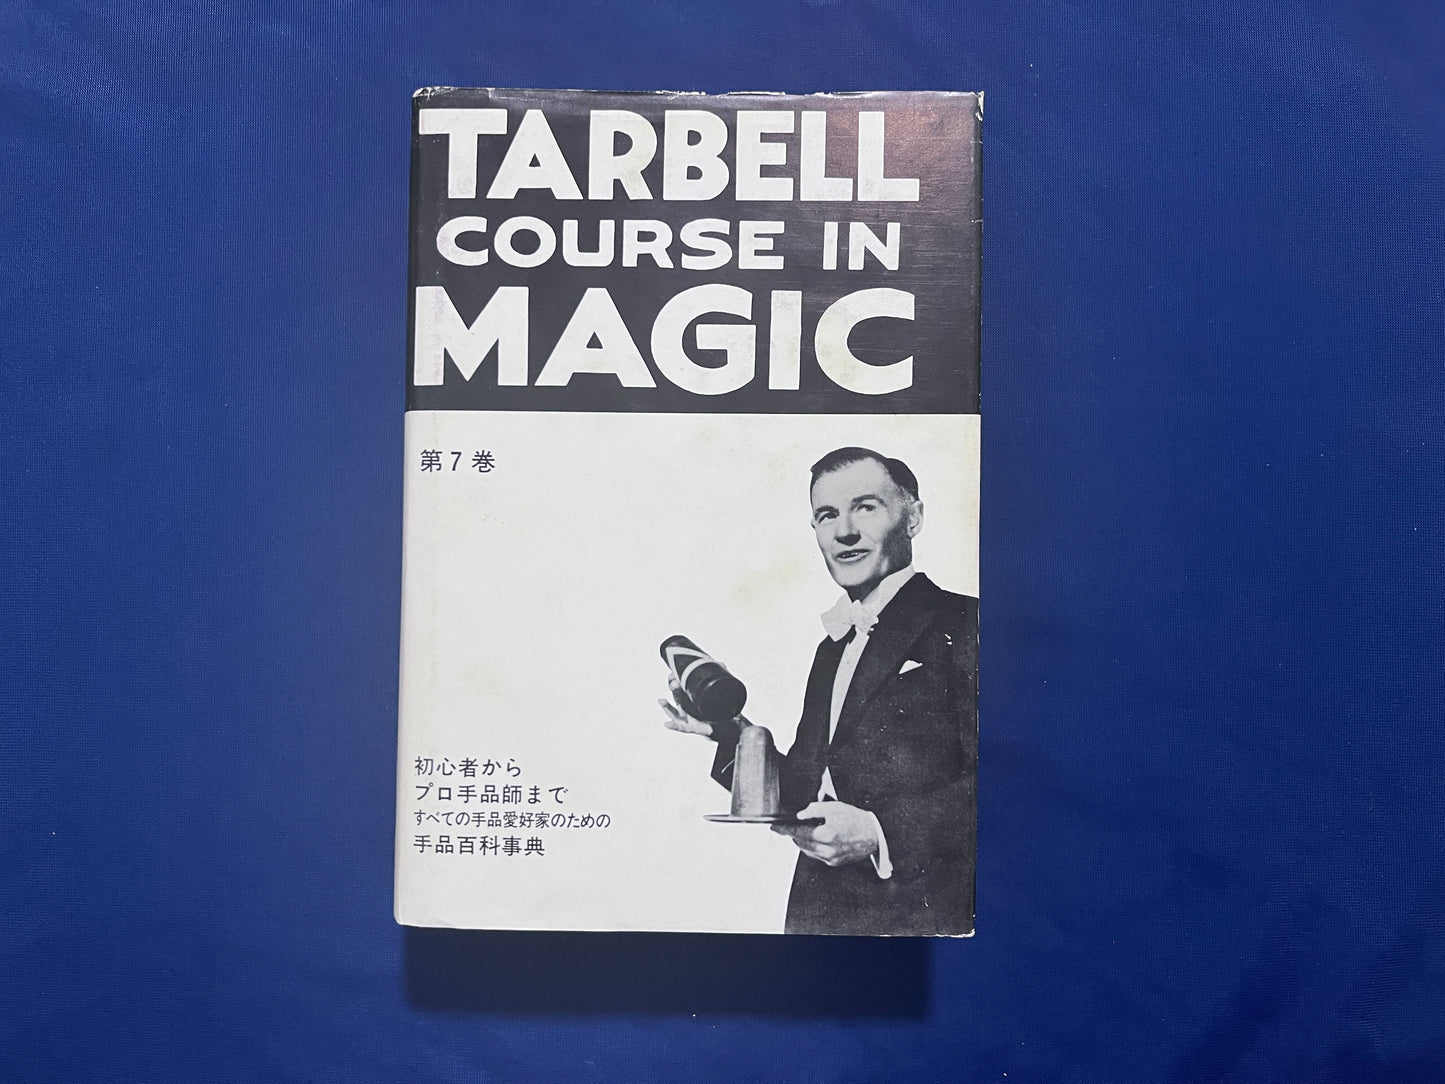 TARBELL
COURSE IN
MAGIC
第7巻
初心者から
プロ手品師まで
すべての手品愛好家のための
手品百科事典